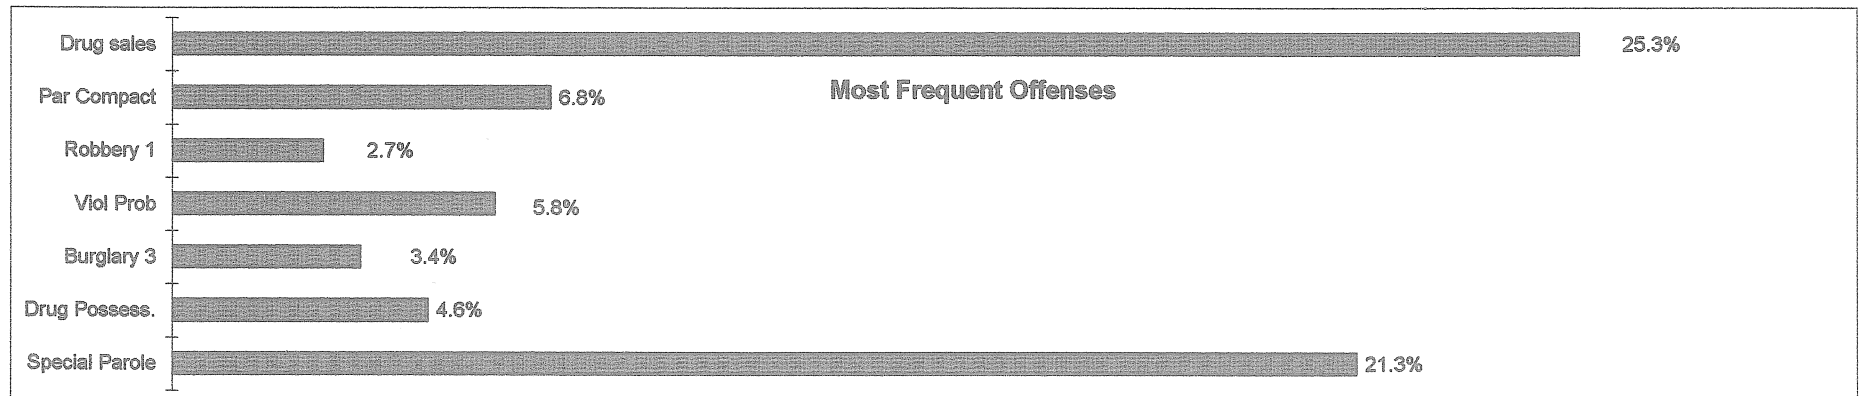 Drug sales 25.3%
Most Frequent Offenses
Par Compact 6.8%
Robbery 1 2.7%
Viol Prob 5.8%
Burglary 3 3.4%
Drug Possess. 4.6%
Special Parole 21.3%